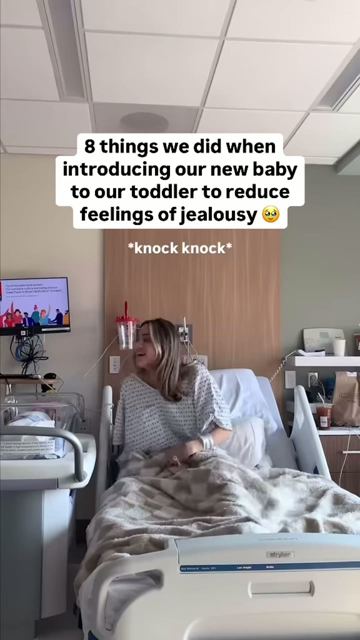 8 things we did when
introducing our new baby
to our toddler to reduce
feelings of jealousy 🥹
*knock knock*
stryker